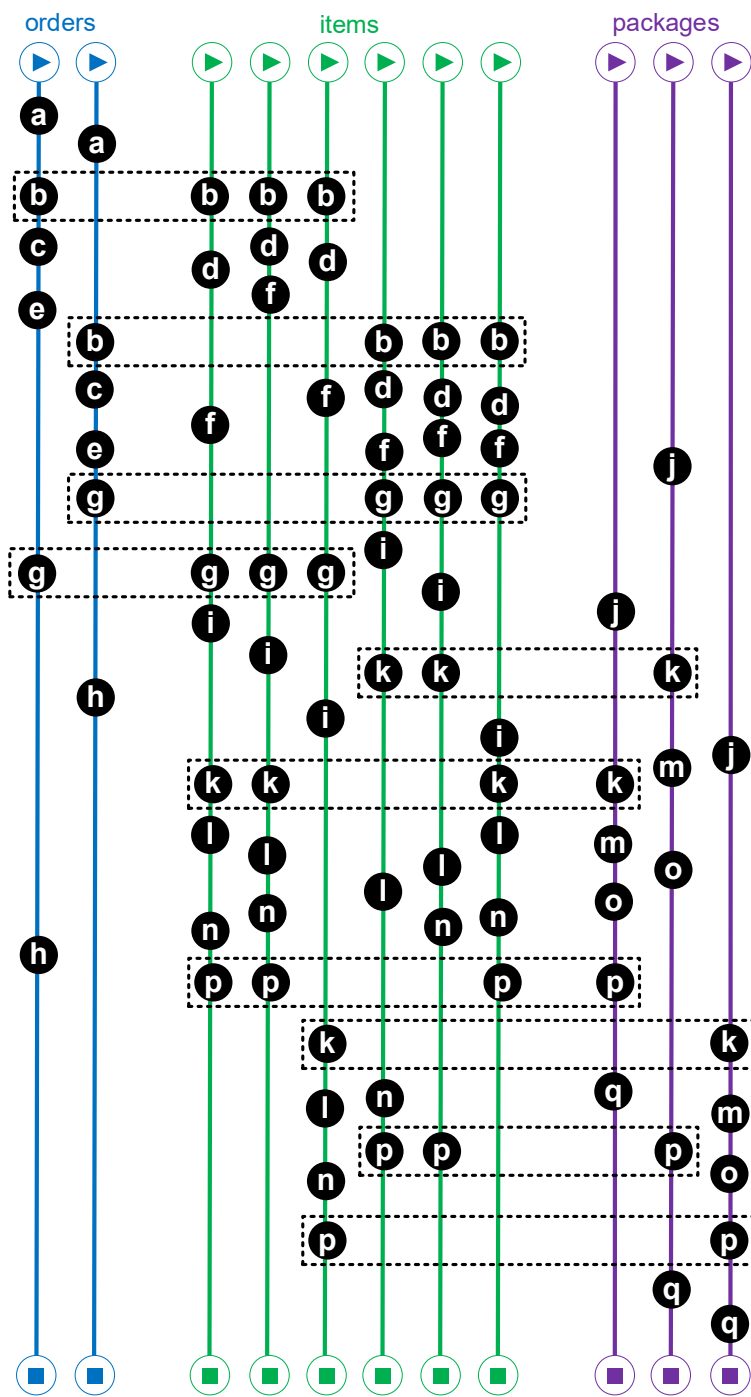 orders items packages
a
a
b b b b
c d
d d
f
e
b b b b
c d
f d d
f
e f f f
j
g g g g
i
g g g g
i
j
i
i
k k k
h
i
i
j
m
k k k k
l l
m
l
l
o
l
o
n
n
n
n
h
p p p p
k k
q
n
l
m
p p p
o
n
p p
q
q